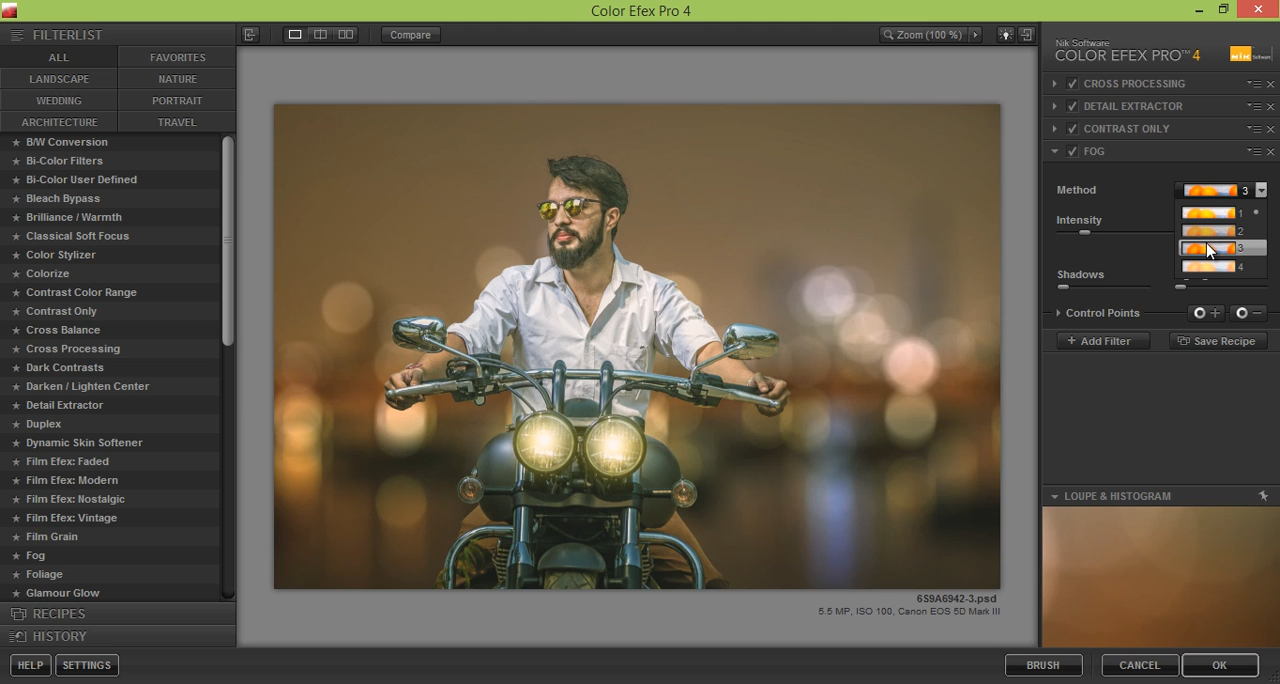 Color Efex Pro 4
FILTERLIST
ALL
FAVORITES
LANDSCAPE
NATURE
WEDDING
PORTRAIT
ARCHITECTURE
TRAVEL
B/W Conversion
Bi-Color Filters
Bi-Color User Defined
Bleach Bypass
Brilliance / Warmth
Classical Soft Focus
Color Stylizer
Colorize
Contrast Color Range
Contrast Only
Cross Balance
Cross Processing
Dark Contrasts
Darken / Lighten Center
Detail Extractor
Duplex
Dynamic Skin Softener
Film Efex: Faded
Film Efex: Modern
Film Efex: Nostalgic
Film Efex: Vintage
Film Grain
Fog
Foliage
Glamour Glow
RECIPES
HISTORY
HELP
SETTINGS
Compare
Zoom (100 %)
6S9A6942-3.psd
5.5 MP, ISO 100, Canon EOS 5D Mark III
Nik Software
COLOR EFEX PRO™ 4
Nik Software
CROSS PROCESSING
DETAIL EXTRACTOR
CONTRAST ONLY
FOG
Method
3
1
Intensity
2
3
4
Shadows
Control Points
Add Filter
Save Recipe
LOUPE & HISTOGRAM
BRUSH
CANCEL
OK